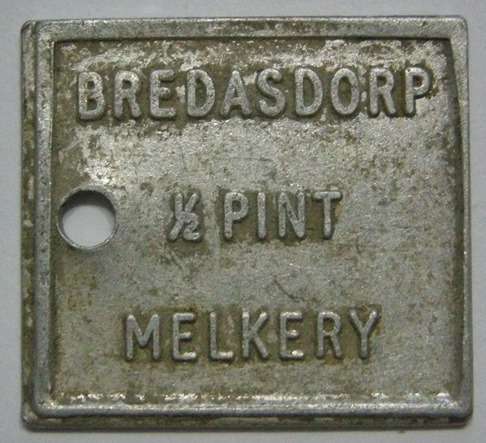 BREDASDORP
½ PINT
MELKERY